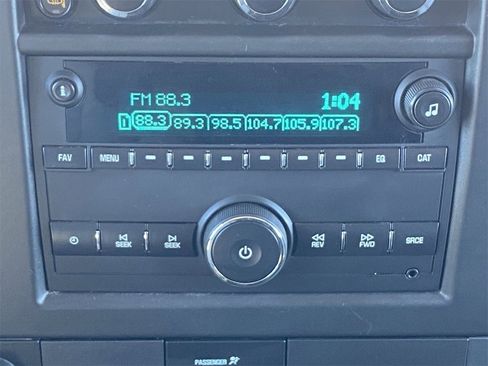 FM 88.3 1:04
1 88.3 89.3 98.5 104.7 105.9 107.3
FAV MENU EQ CAT
SEEK SEEK REV FWD SRCE
PASSENGER